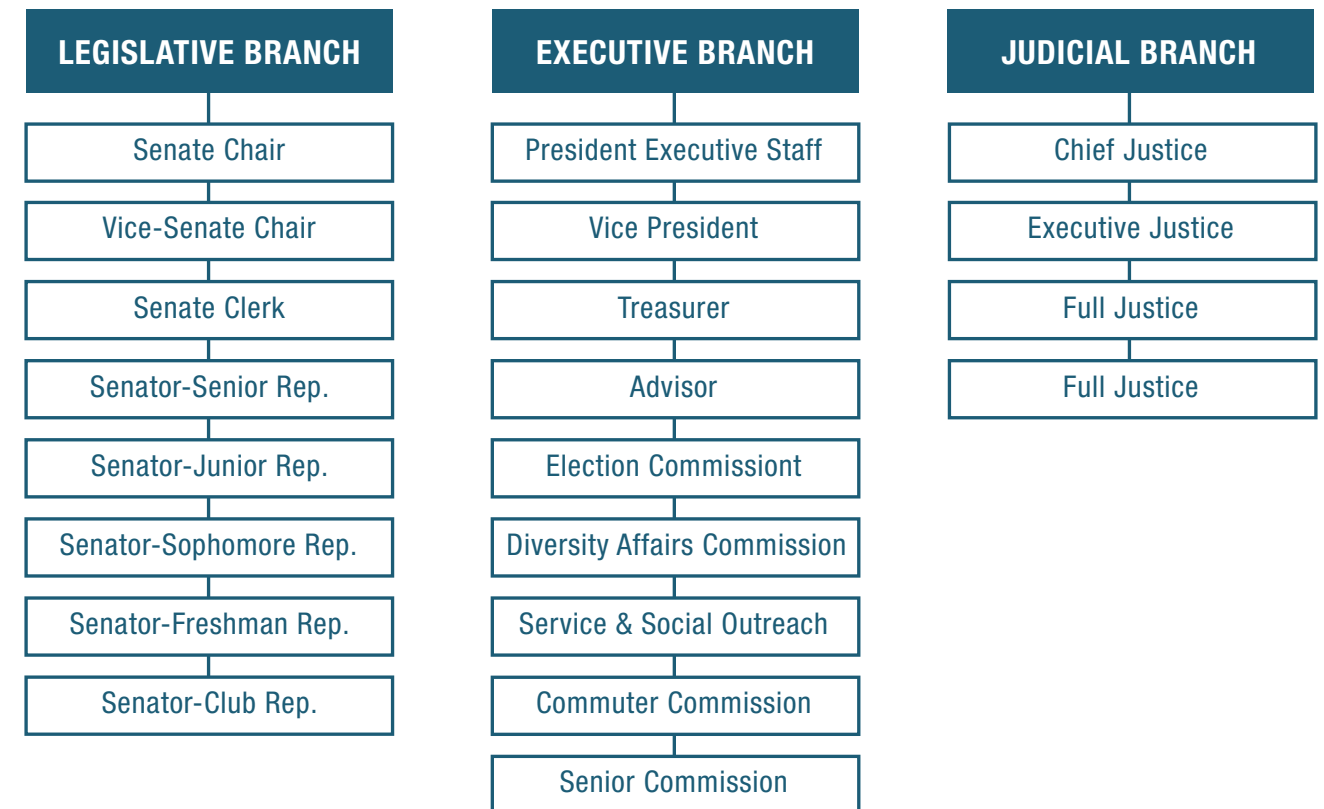 LEGISLATIVE BRANCH
Senate Chair
Vice-Senate Chair
Senate Clerk
Senator-Senior Rep.
Senator-Junior Rep.
Senator-Sophomore Rep.
Senator-Freshman Rep.
Senator-Club Rep.
EXECUTIVE BRANCH
President Executive Staff
Vice President
Treasurer
Advisor
Election Commissiont
Diversity Affairs Commission
Service & Social Outreach
Commuter Commission
Senior Commission
JUDICIAL BRANCH
Chief Justice
Executive Justice
Full Justice
Full Justice